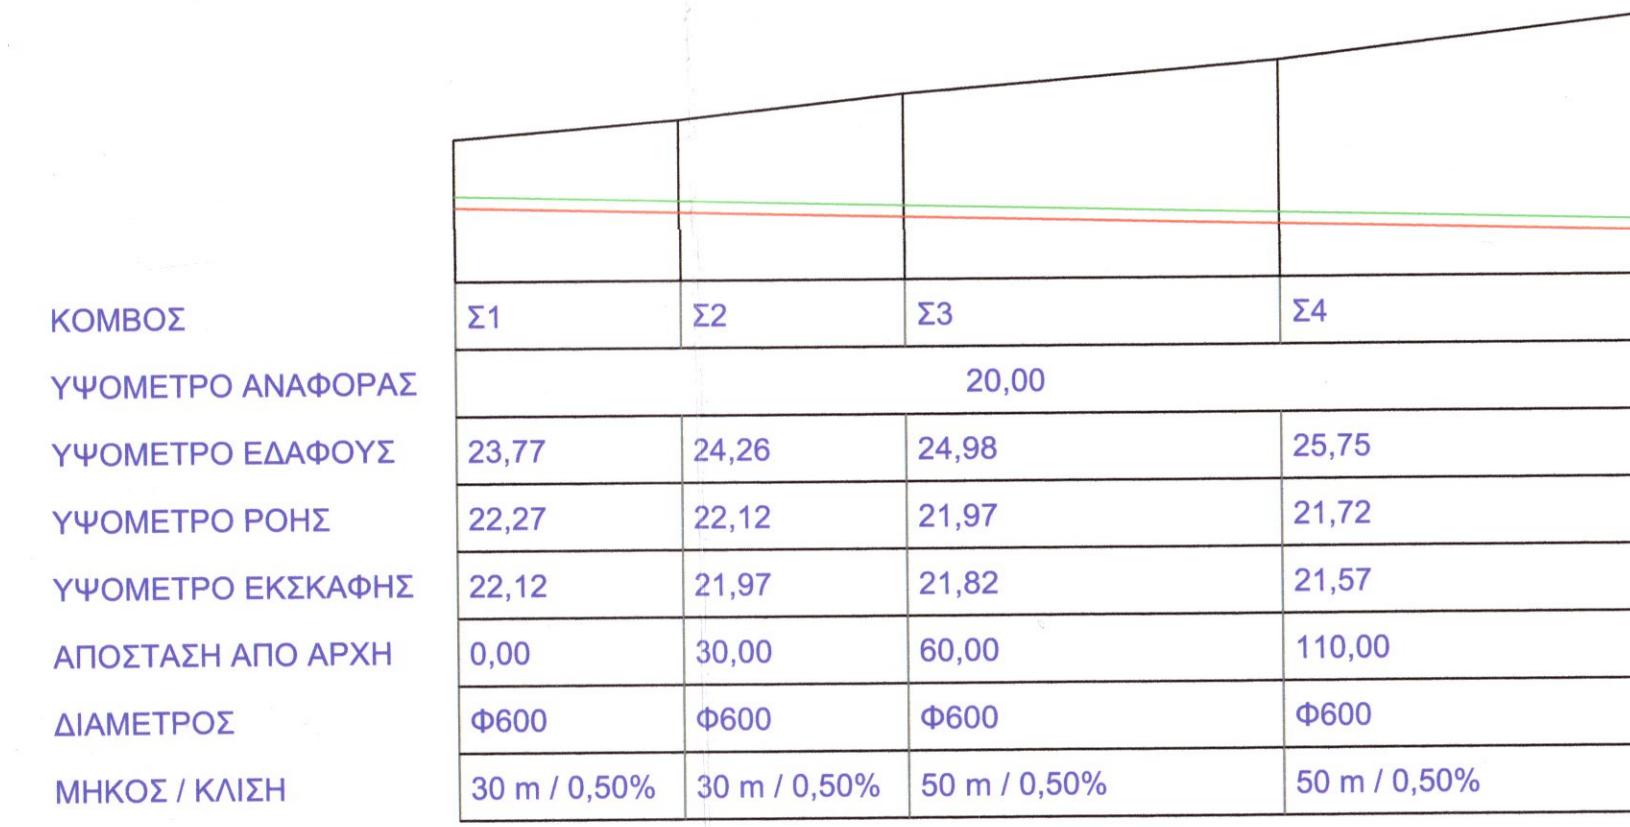 ΚΟΜΒΟΣ Σ1 Σ2 Σ3 Σ4
ΥΨΟΜΕΤΡΟ ΑΝΑΦΟΡΑΣ 20,00
ΥΨΟΜΕΤΡΟ ΕΔΑΦΟΥΣ 23,77 24,26 24,98 25,75
ΥΨΟΜΕΤΡΟ ΡΟΗΣ 22,27 22,12 21,97 21,72
ΥΨΟΜΕΤΡΟ ΕΚΣΚΑΦΗΣ 22,12 21,97 21,82 21,57
ΑΠΟΣΤΑΣΗ ΑΠΟ ΑΡΧΗ 0,00 30,00 60,00 110,00
ΔΙΑΜΕΤΡΟΣ Φ600 Φ600 Φ600 Φ600
ΜΗΚΟΣ / ΚΛΙΣΗ 30 m / 0,50% 30 m / 0,50% 50 m / 0,50% 50 m / 0,50%